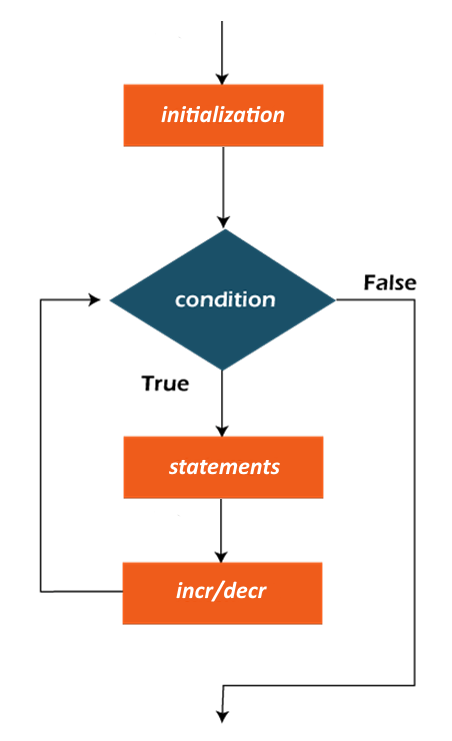 initialization
condition
False
True
statements
incr/decr